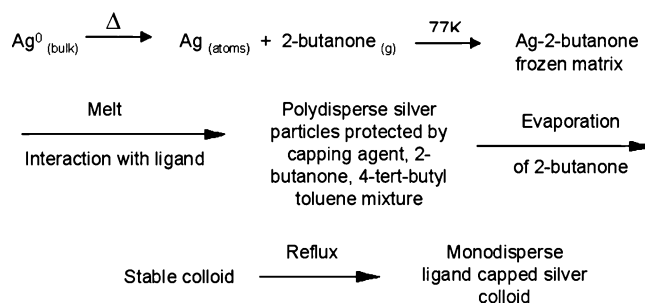 Ag⁰ (bulk) Δ Ag (atoms) + 2-butanone (g) 77K Ag-2-butanone
frozen matrix
Melt
Interaction with ligand
Polydisperse silver
particles protected by
capping agent, 2-
butanone, 4-tert-butyl
toluene mixture
Evaporation
of 2-butanone
Stable colloid
Reflux
Monodisperse
ligand capped silver
colloid